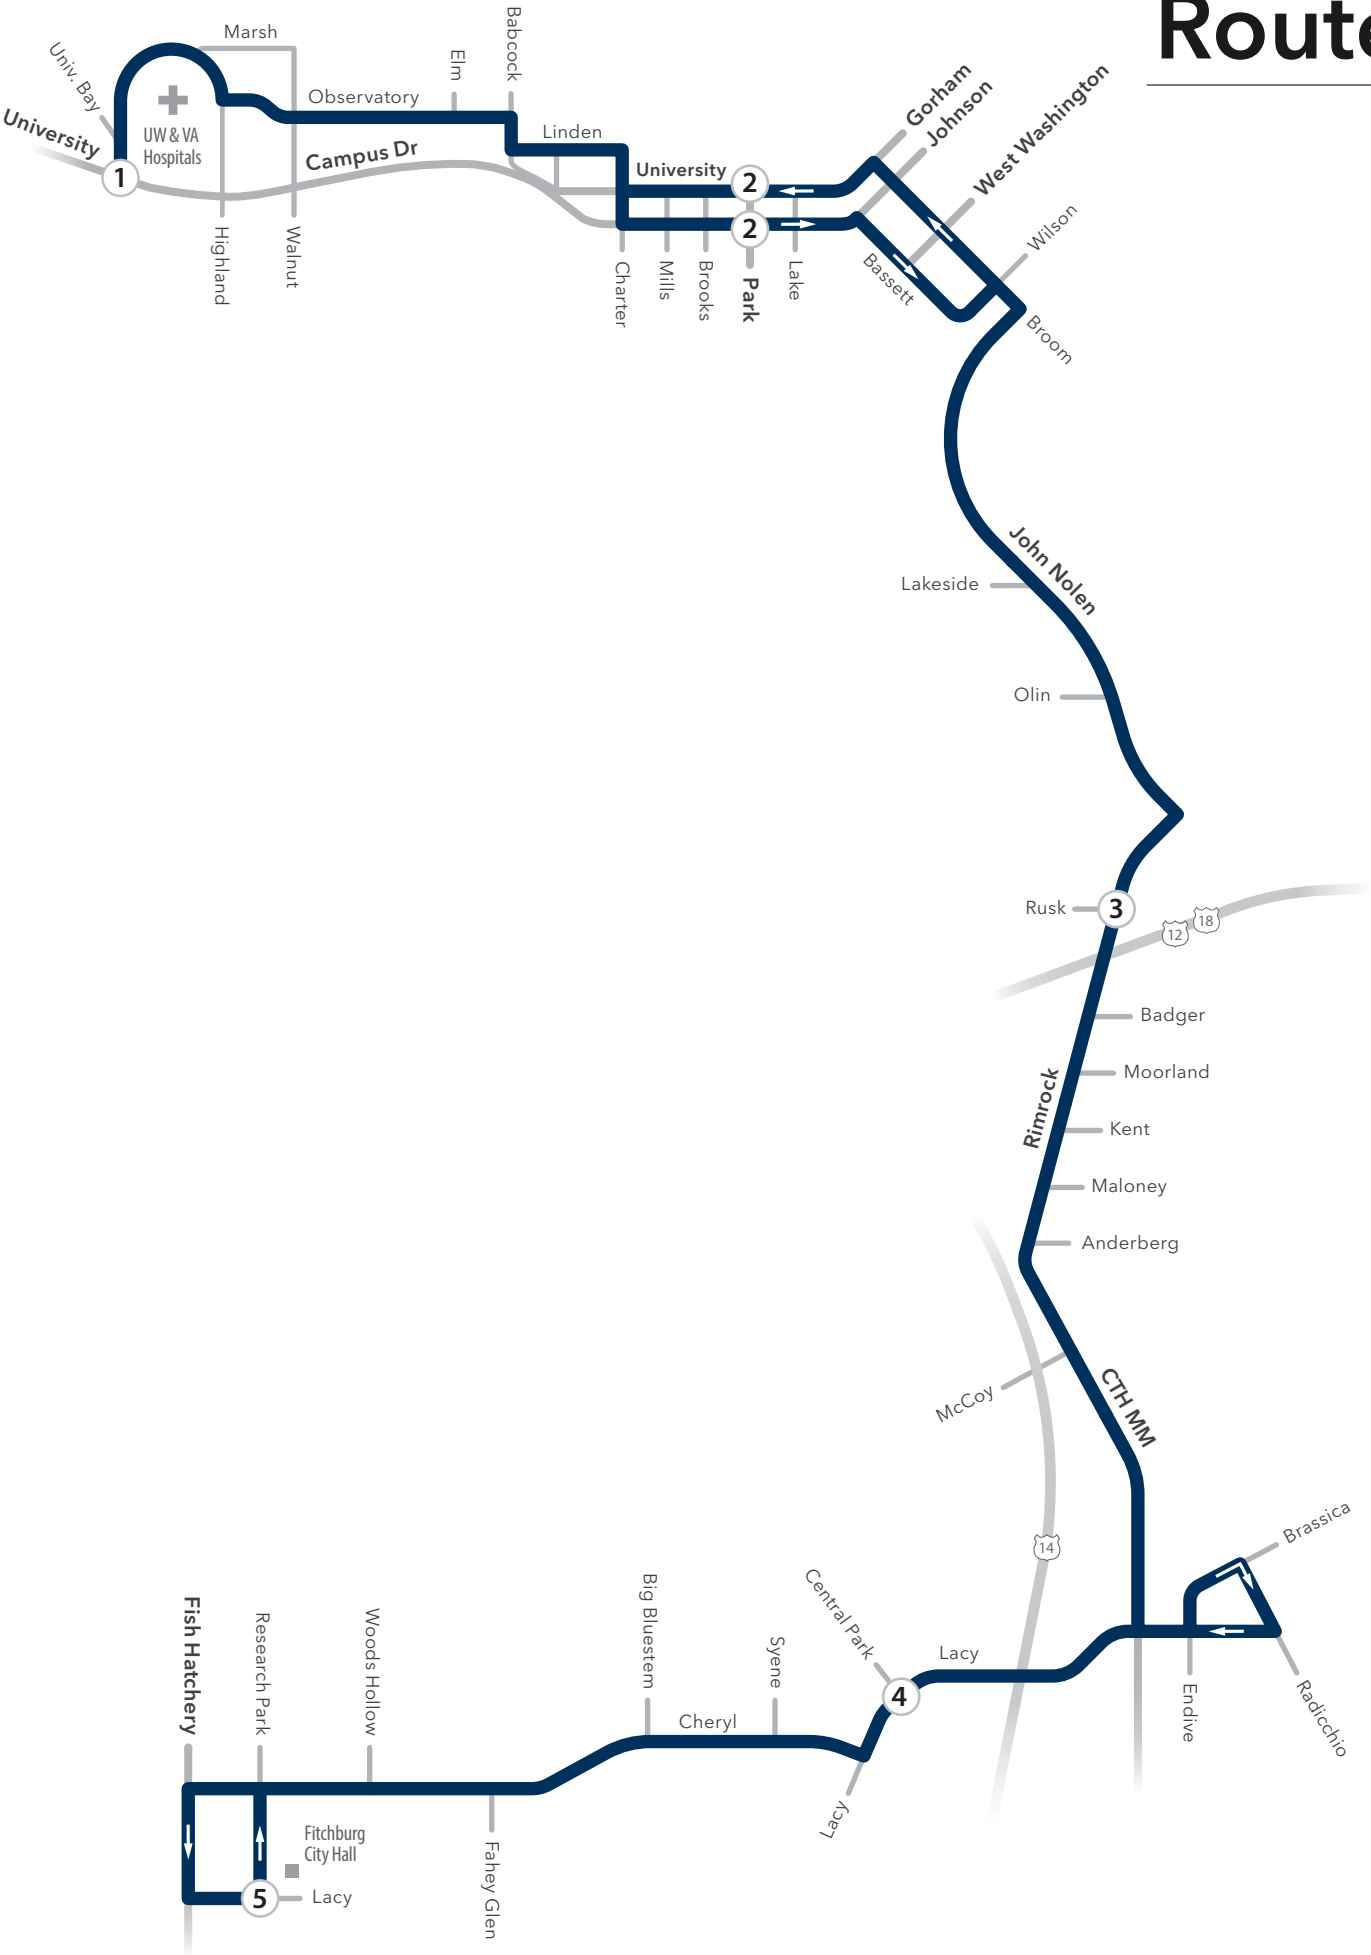 Route
Babcock
Marsh
Elm
Univ. Bay
Gorham
Johnson
West Washington
Observatory
University
UW & VA
Hospitals
Linden
Campus Dr
University
1
2
2
Wilson
Highland
Walnut
Charter
Mills
Brooks
Park
Lake
Bassett
Broom
John Nolen
Lakeside
Olin
Rusk
3
12
18
Badger
Moorland
Rimrock
Kent
Maloney
Anderberg
McCoy
CTH MM
14
Brassica
Central Park
Big Bluestem
Syene
Fish Hatchery
Research Park
Woods Hollow
Lacy
4
Endive
Radicchio
Cheryl
Lacy
Fitchburg
City Hall
Fahey Glen
5
Lacy